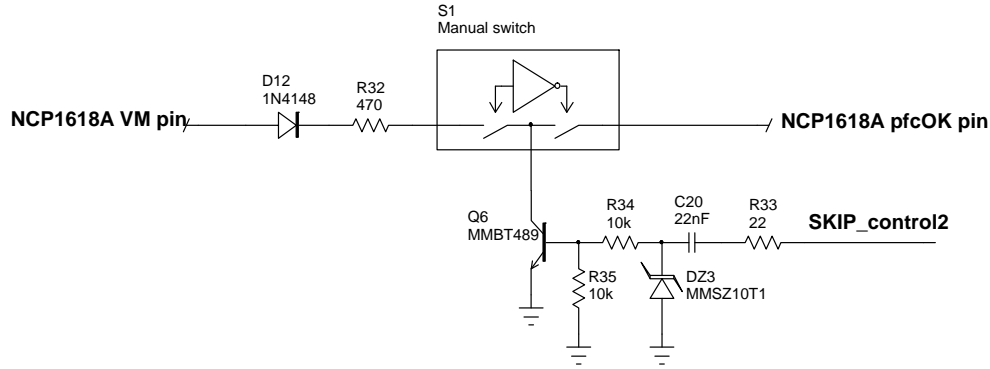 S1
Manual switch
D12
1N4148
R32
470
NCP1618A VM pin
NCP1618A pfcOK pin
Q6
MMBT489
R34
10k
C20
22nF
R33
22
SKIP_control2
R35
10k
DZ3
MMSZ10T1